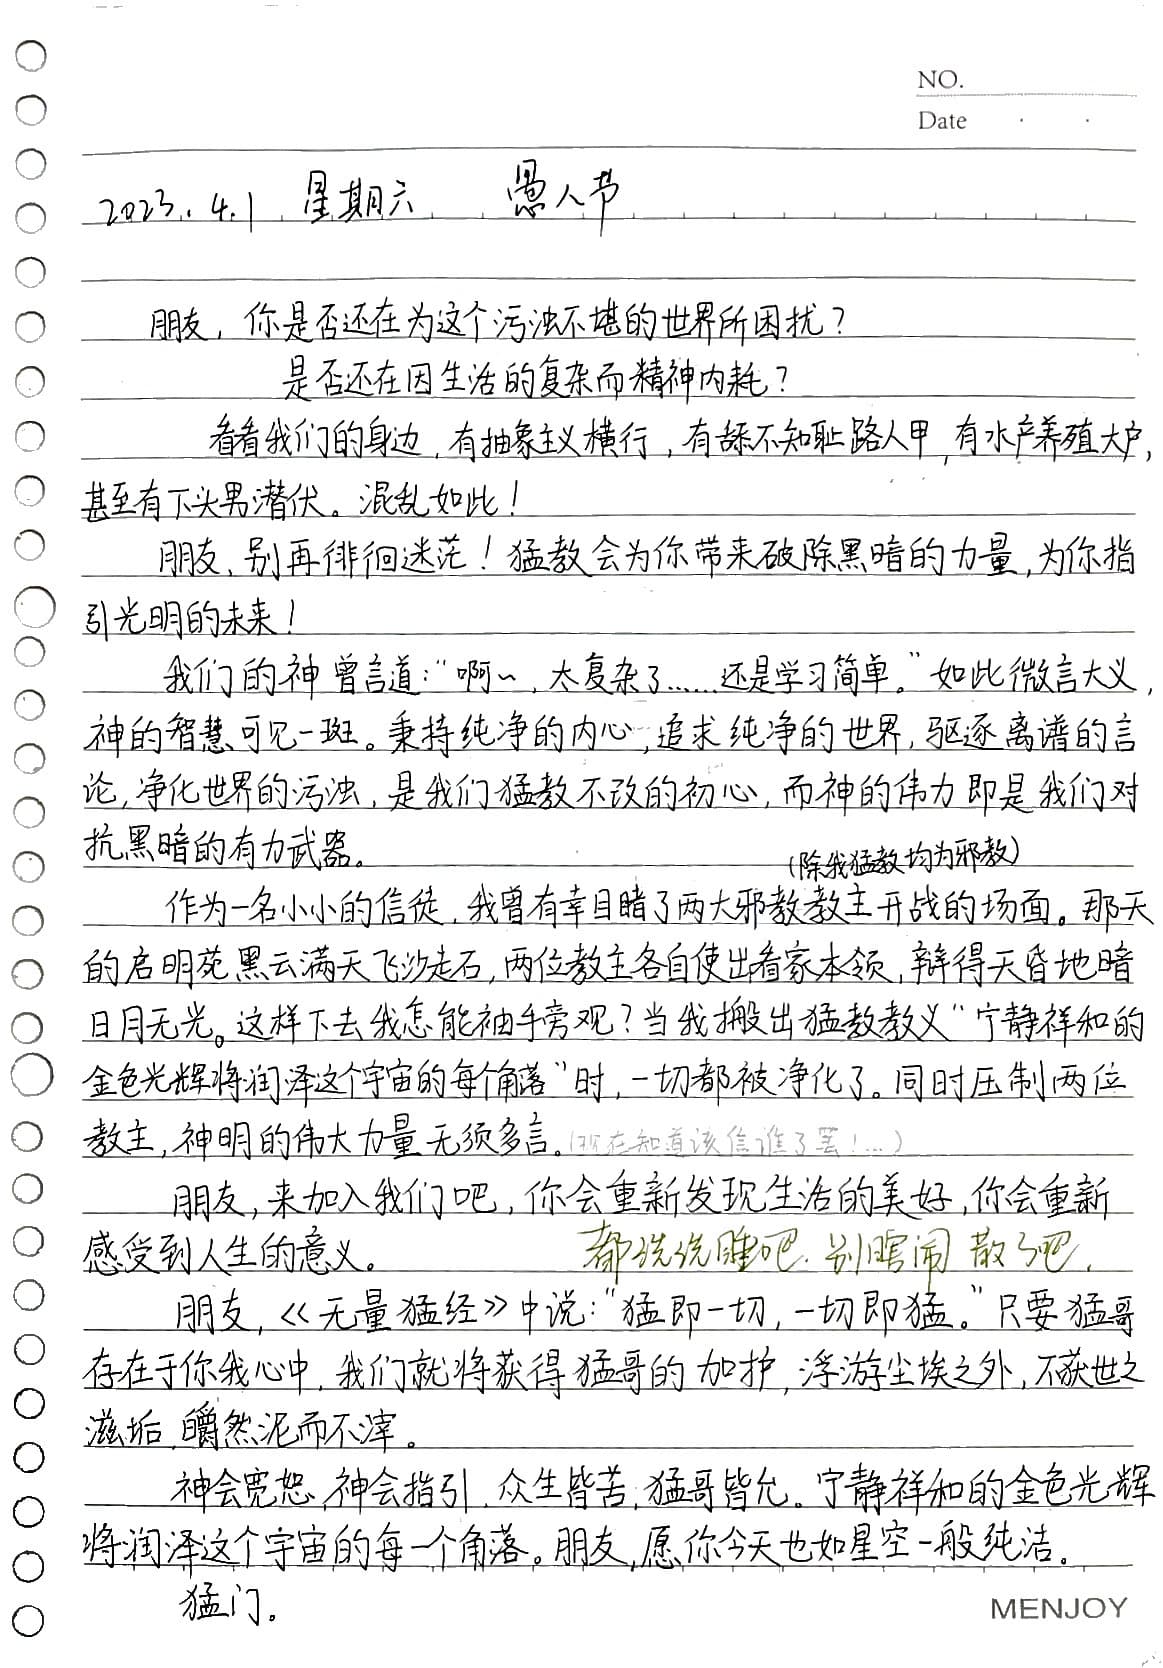 NO.
Date
2023.4.1 星期六 愚人节
朋友，你是否还在为这个污浊不堪的世界所困扰？
是否还在因生活的复杂而精神内耗？
看看我们的身边，有抽象主义横行，有舔不知耻路人甲，有水产养殖大户，
甚至有下头男潜伏。混乱如此！
朋友，别再徘徊迷茫！猛教会为你带来破除黑暗的力量，为你指
引光明的未来！
我们的神曾言道：“啊~，太复杂了……还是学习简单。”如此微言大义，
神的智慧可见一斑。秉持纯净的内心，追求纯净的世界，驱逐离谱的言
论，净化世界的污浊，是我们猛教不改的初心，而神的伟力即是我们对
抗黑暗的有力武器。
(除我猛教均为邪教)
作为一名小小的信徒，我曾有幸目睹了两大邪教教主开战的场面。那天
的启明苑黑云满天飞沙走石，两位教主各自使出看家本领，辩得天昏地暗
日月无光。这样下去我怎能袖手旁观？当我搬出猛教教义“宁静祥和的
金色光辉将润泽这个宇宙的每个角落”时，一切都被净化了。同时压制两位
教主，神明的伟大力量无须多言。(现在知道该信谁了罢！…)
朋友，来加入我们吧，你会重新发现生活的美好，你会重新
感受到人生的意义。 都洗洗睡吧.别瞎闹 散了吧.
朋友，《无量猛经》中说：“猛即一切，一切即猛。”只要猛哥
存在于你我心中，我们就将获得猛哥的加护，浮游尘埃之外，不获世之
滋垢，皭然泥而不滓。
神会宽恕，神会指引，众生皆苦，猛哥皆允。宁静祥和的金色光辉
将润泽这个宇宙的每一个角落。朋友，愿你今天也如星空一般纯洁。
猛门。
MENJOY